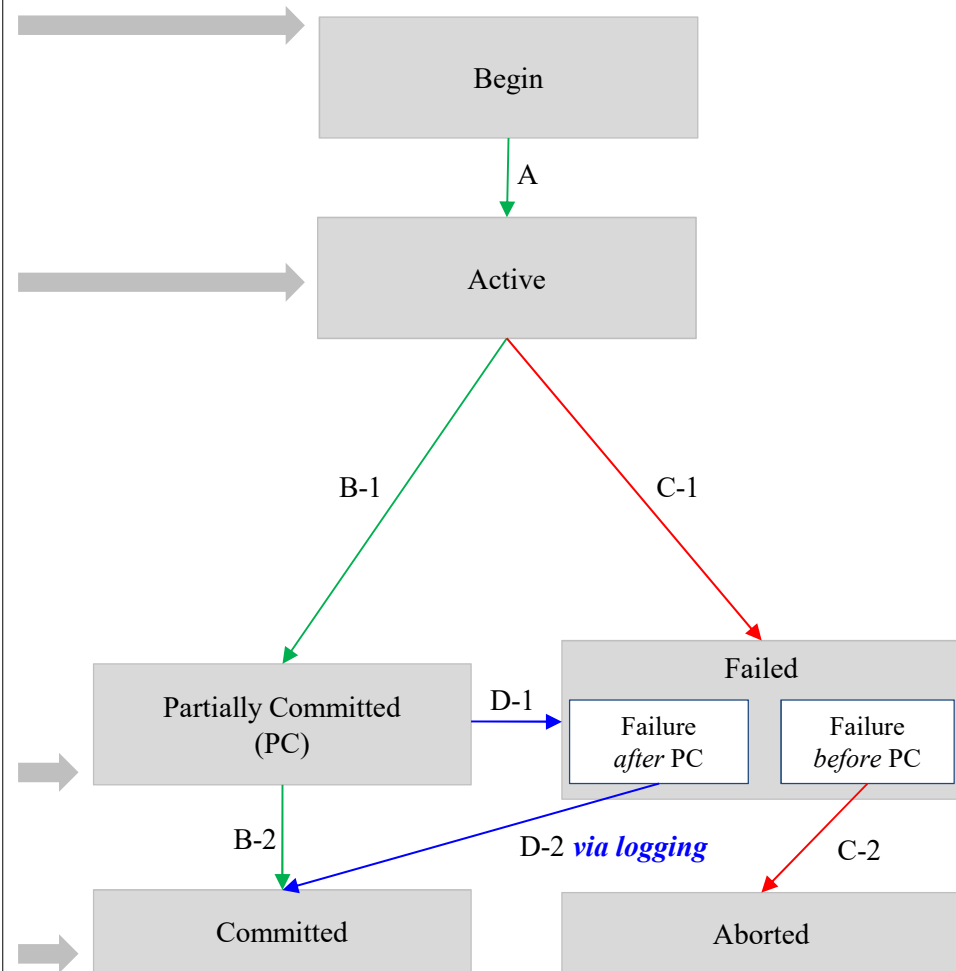 Begin
A
Active
B-1
C-1
Partially Committed
(PC)
D-1
Failed
Failure
after PC
Failure
before PC
B-2
D-2 via logging
C-2
Committed
Aborted